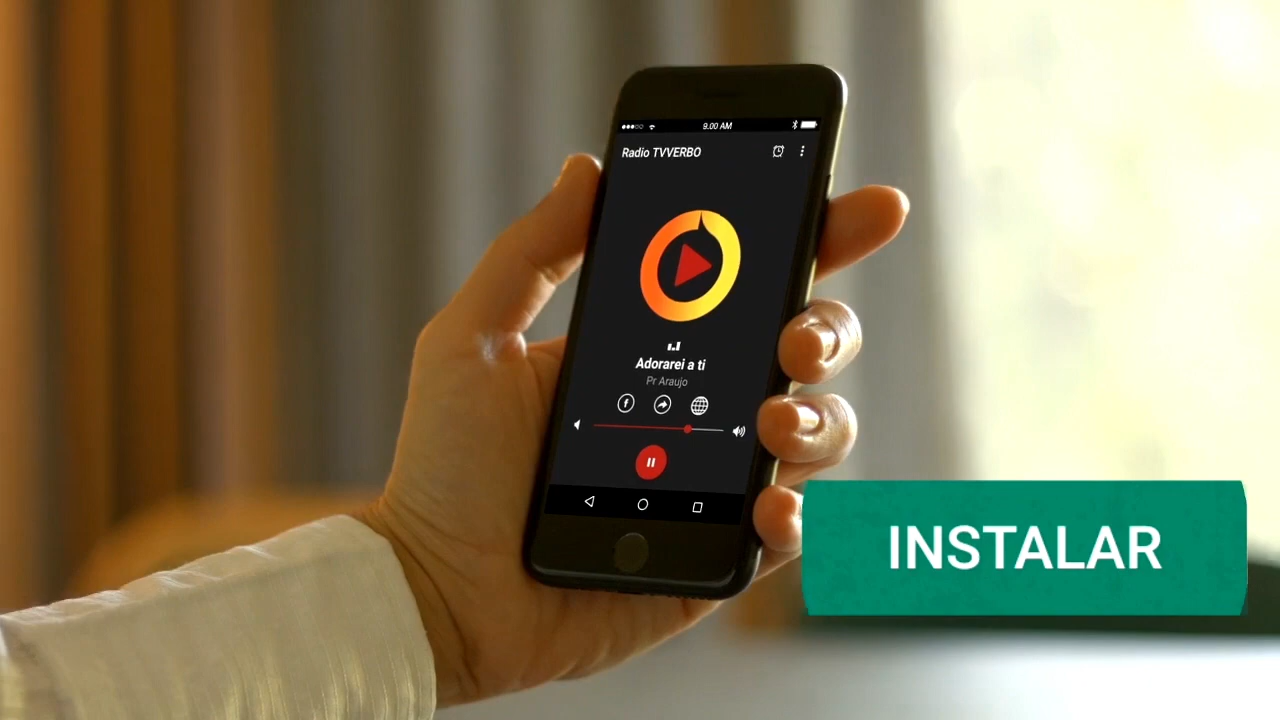 9.00 AM
Radio TVVERBO
Adorarei a ti
Pr Araujo
f
INSTALAR